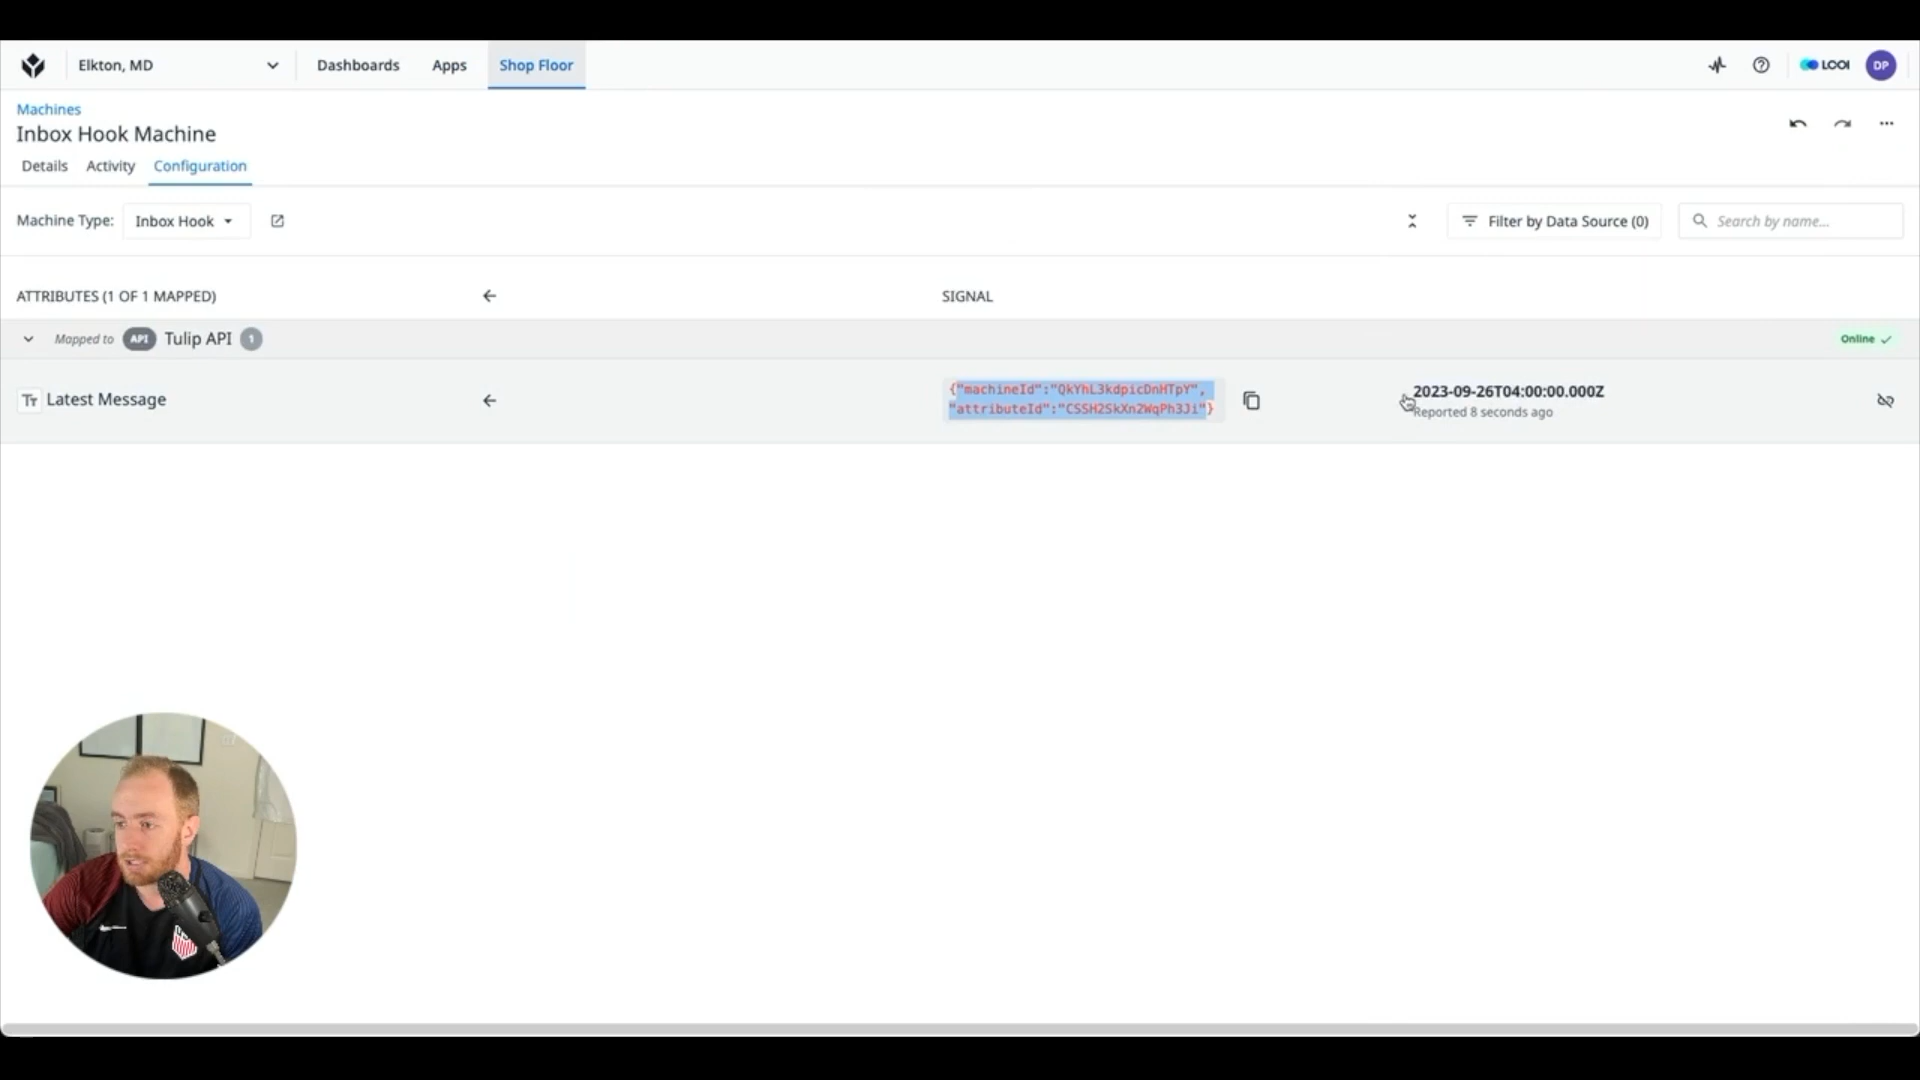 Elkton, MD
Dashboards
Apps
Shop Floor
LOOI
DP
Machines
Inbox Hook Machine
Details
Activity
Configuration
Machine Type:
Inbox Hook
Filter by Data Source (0)
Search by name...
ATTRIBUTES (1 OF 1 MAPPED)
SIGNAL
Mapped to
API
Tulip API
1
Online
Tt
Latest Message
{"machineId":"QkYhL3kdpicDnHTpY",
"attributeId":"CSSH2SkXn2WqPh3Ji"}
2023-09-26T04:00:00.000Z
Reported 8 seconds ago